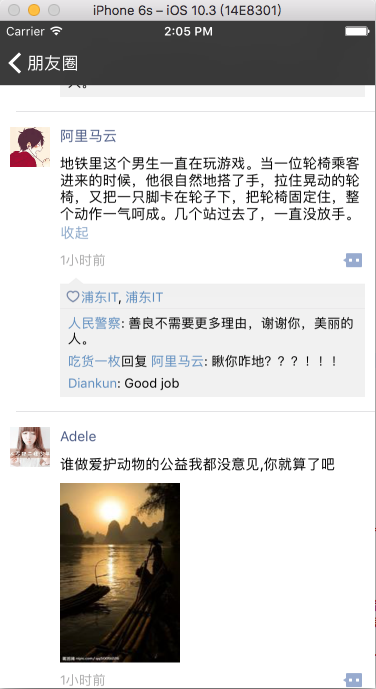 iPhone 6s – iOS 10.3 (14E8301)
Carrier 2:05 PM
朋友圈
人。
阿里马云
地铁里这个男生一直在玩游戏。当一位轮椅乘客
进来的时候，他很自然地搭了手，拉住晃动的轮
椅，又把一只脚卡在轮子下，把轮椅固定住，整
个动作一气呵成。几个站过去了，一直没放手。
收起
1小时前
浦东IT, 浦东IT
人民警察: 善良不需要更多理由，谢谢你，美丽的
人。
吃货一枚回复 阿里马云: 瞅你咋地？？？！！！
Diankun: Good job
Adele
谁做爱护动物的公益我都没意见,你就算了吧
1小时前